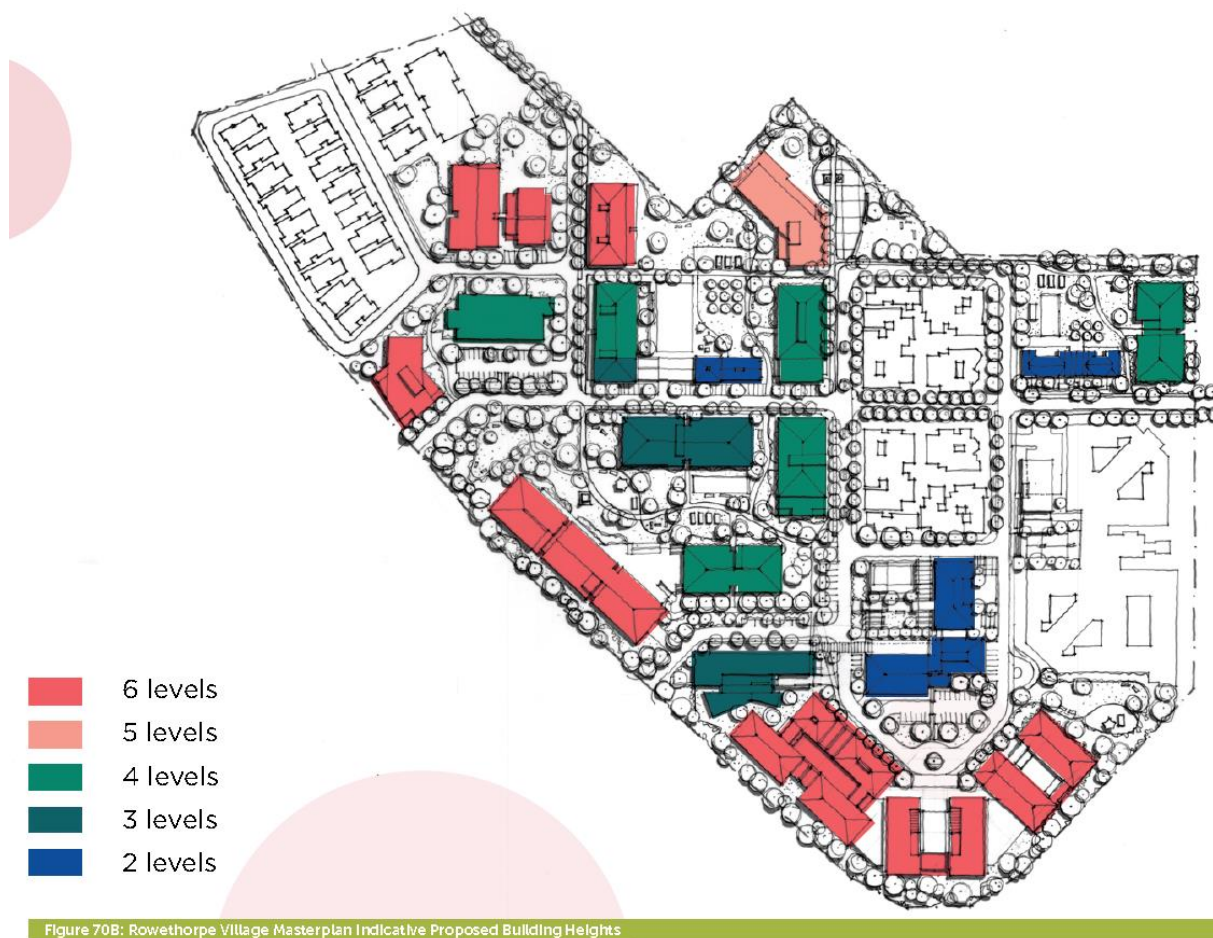 6 levels
5 levels
4 levels
3 levels
2 levels
Figure 70B: Rowethorpe Village Masterplan Indicative Proposed Building Heights